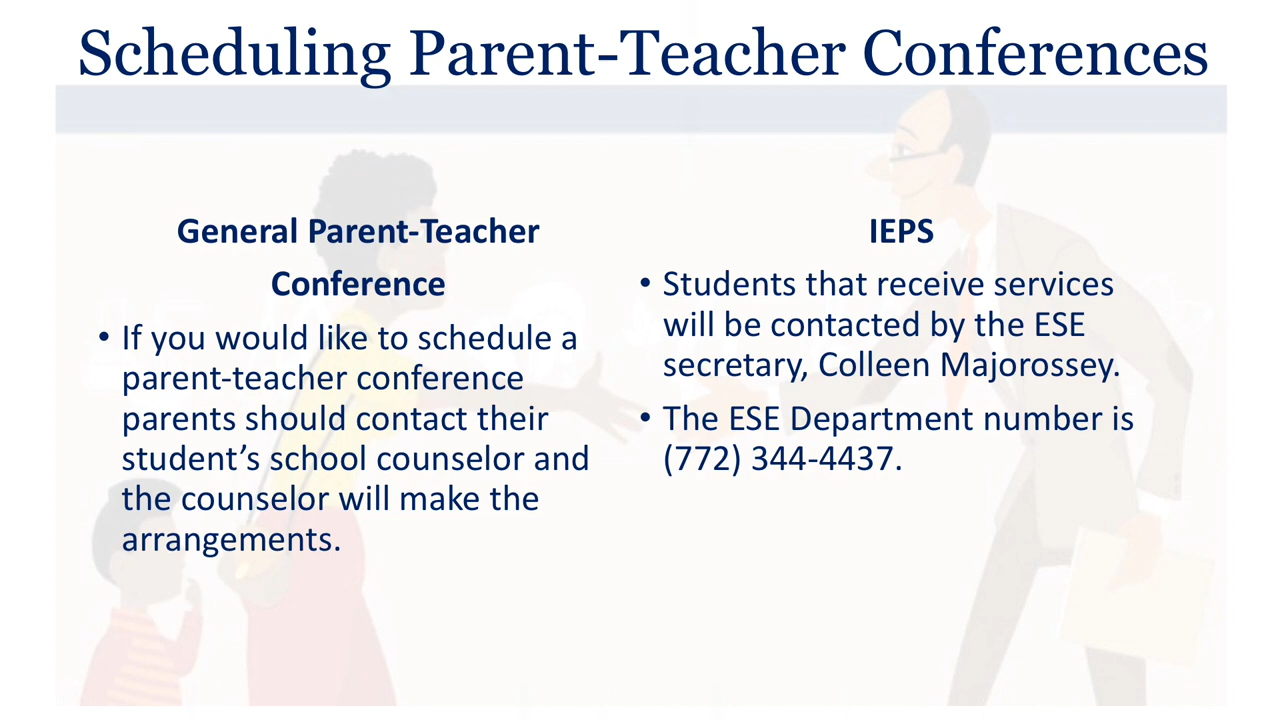 Scheduling Parent-Teacher Conferences
General Parent-Teacher
Conference
• If you would like to schedule a
parent-teacher conference
parents should contact their
student’s school counselor and
the counselor will make the
arrangements.
IEPS
• Students that receive services
will be contacted by the ESE
secretary, Colleen Majorossey.
• The ESE Department number is
(772) 344-4437.